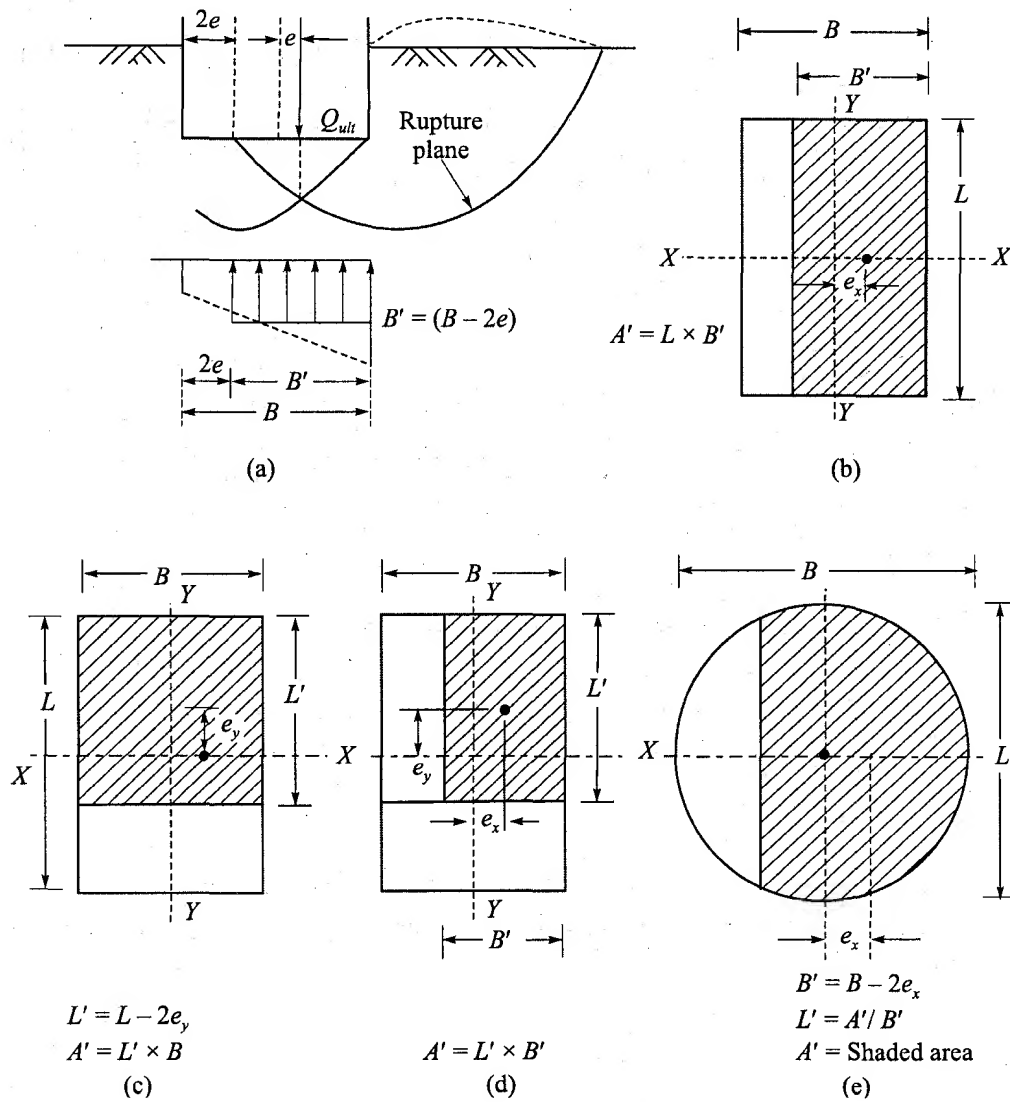 2e
e
Q_ult
Rupture
plane
B' = (B – 2e)
2e
B'
B
(a)
B
B'
Y
L
X
X
e_x
A' = L × B'
Y
(b)
B
Y
L
L'
e_y
X
X
Y
L' = L – 2e_y
A' = L' × B
(c)
B
Y
L'
e_y
X
e_x
Y
B'
A' = L' × B'
(d)
B
L
e_x
B' = B – 2e_x
L' = A'/ B'
A' = Shaded area
(e)